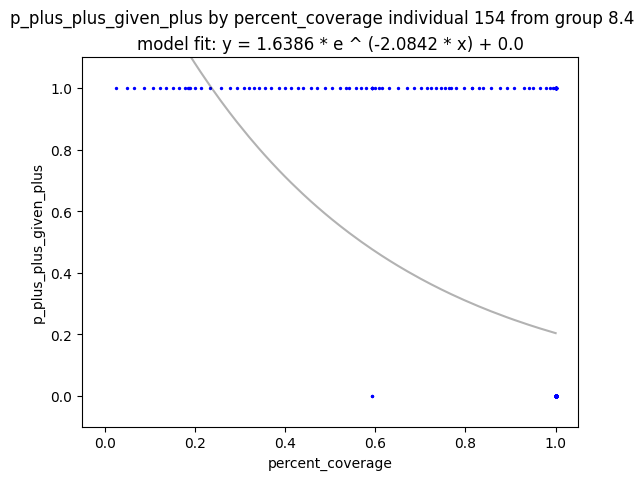 p_plus_plus_given_plus by percent_coverage individual 154 from group 8.4
model fit: y = 1.6386 * e ^ (-2.0842 * x) + 0.0
1.0
0.8
0.6
0.4
0.2
0.0
p_plus_plus_given_plus
0.0 0.2 0.4 0.6 0.8 1.0
percent_coverage